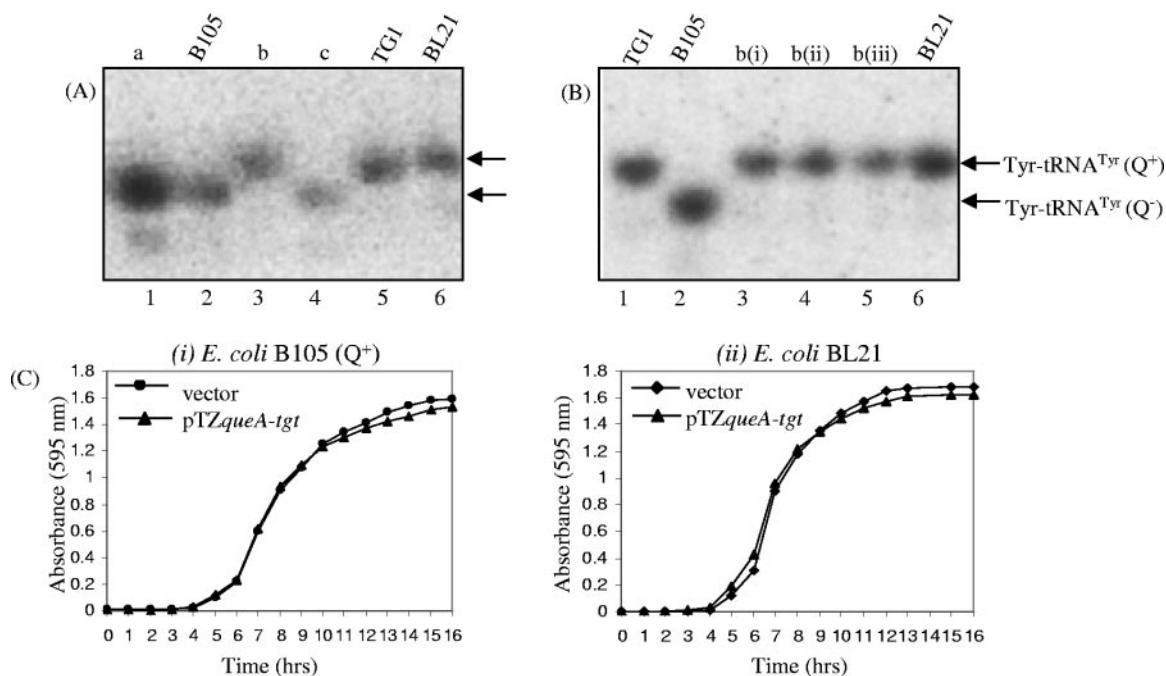 a B105 b c TG1 BL21
(A)
1 2 3 4 5 6
TG1 B105 b(i) b(ii) b(iii) BL21
(B)
Tyr-tRNA^Tyr (Q⁺)
Tyr-tRNA^Tyr (Q⁻)
1 2 3 4 5 6
(C)
(i) E. coli B105 (Q⁺)
vector
pTZqueA-tgt
Absorbance (595 nm)
1.8
1.6
1.4
1.2
1
0.8
0.6
0.4
0.2
0
0 1 2 3 4 5 6 7 8 9 10 11 12 13 14 15 16
Time (hrs)
(ii) E. coli BL21
vector
pTZqueA-tgt
Absorbance (595 nm)
1.8
1.6
1.4
1.2
1
0.8
0.6
0.4
0.2
0
0 1 2 3 4 5 6 7 8 9 10 11 12 13 14 15 16
Time (hrs)